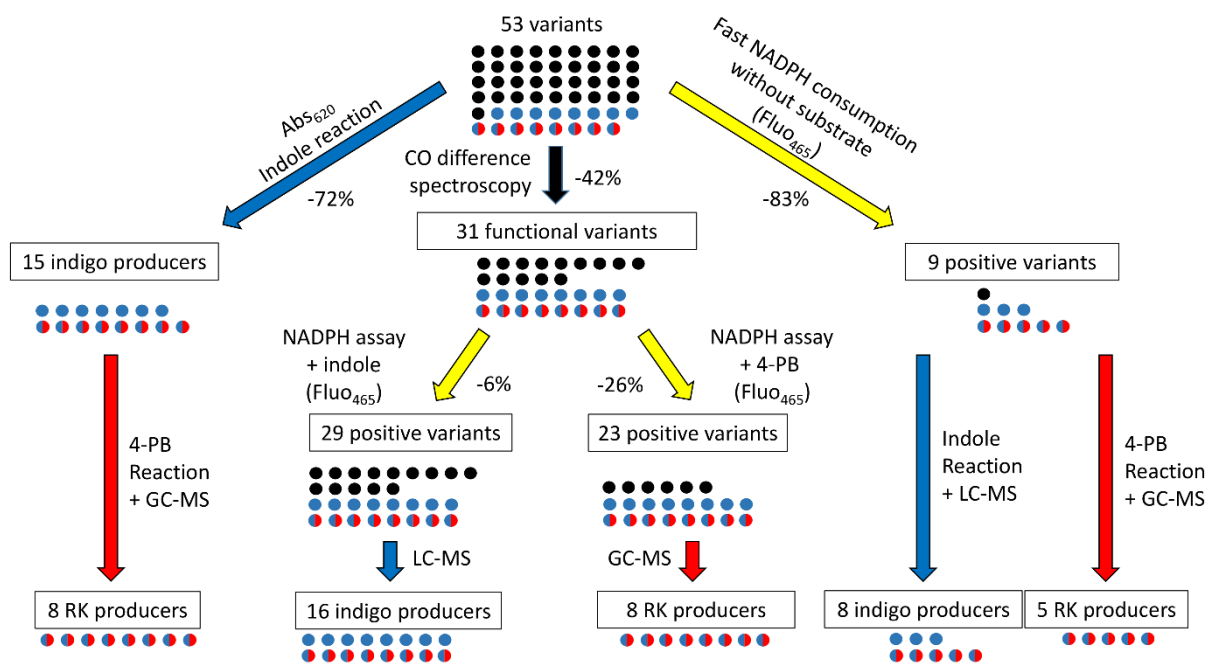 53 variants
Abs620
Indole reaction
-72%
CO difference
spectroscopy
-42%
Fast NADPH consumption
without substrate
(Fluo465)
-83%
15 indigo producers
31 functional variants
9 positive variants
NADPH assay
+ indole
(Fluo465)
-6%
-26%
NADPH assay
+ 4-PB
(Fluo465)
29 positive variants
23 positive variants
4-PB
Reaction
+ GC-MS
LC-MS
GC-MS
Indole
Reaction
+ LC-MS
4-PB
Reaction
+ GC-MS
8 RK producers
16 indigo producers
8 RK producers
8 indigo producers
5 RK producers